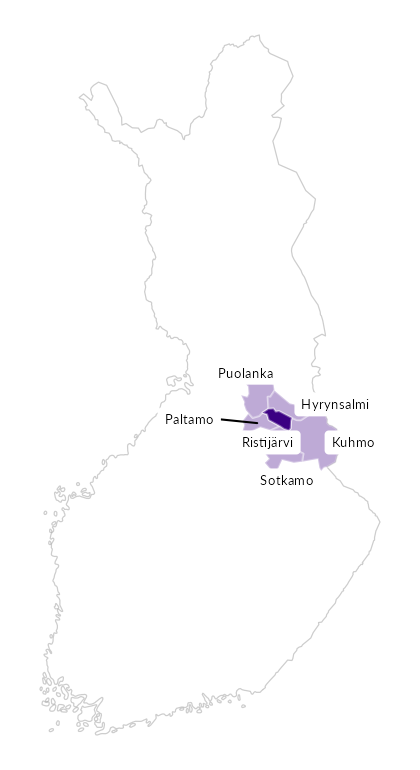 Puolanka
Hyrynsalmi
Paltamo
Ristijärvi
Kuhmo
Sotkamo